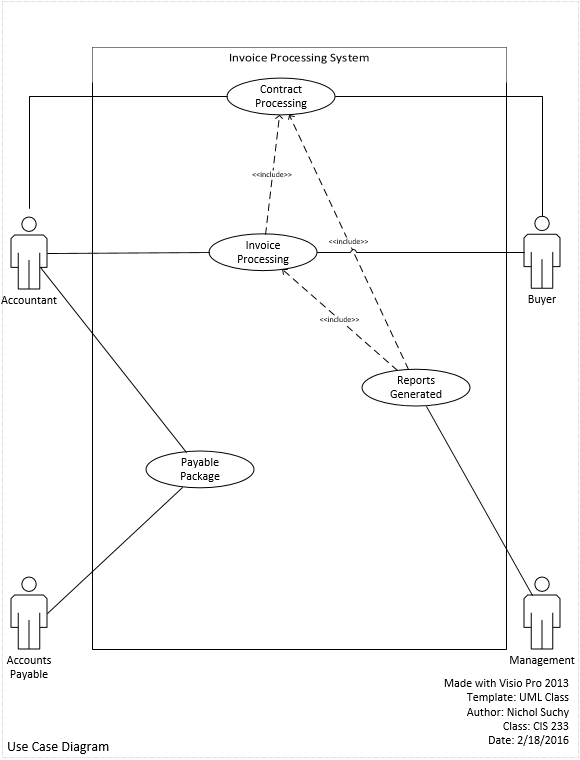 Invoice Processing System
Contract
Processing
<<include>>
Invoice
Processing
<<include>>
Accountant
Buyer
<<include>>
Reports
Generated
Payable
Package
Accounts
Payable
Management
Made with Visio Pro 2013
Template: UML Class
Author: Nichol Suchy
Class: CIS 233
Date: 2/18/2016
Use Case Diagram